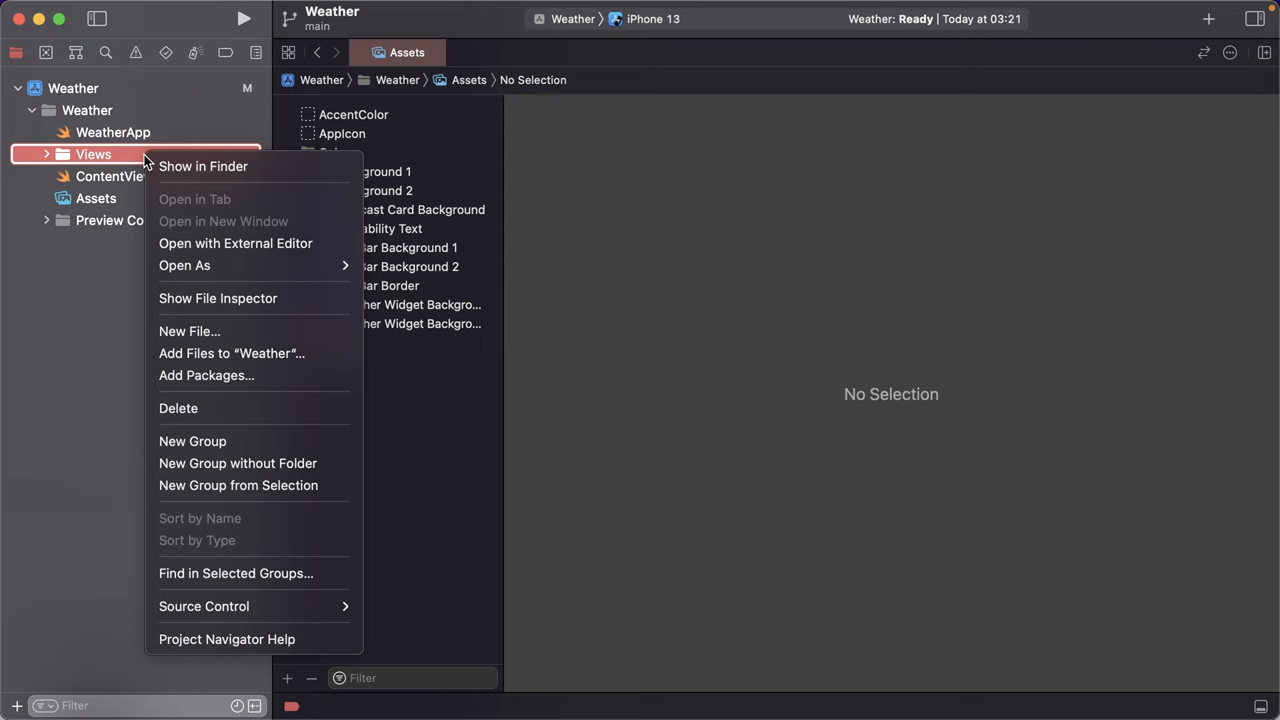 Weather
main
Weather
iPhone 13
Weather: Ready | Today at 03:21
Assets
Weather
M
Weather
WeatherApp
Views
ContentVie
Assets
Preview Co
Weather
Weather
Assets
No Selection
AccentColor
AppIcon
ground 1
ground 2
cast Card Background
ability Text
Bar Background 1
Bar Background 2
Bar Border
her Widget Backgro...
her Widget Backgro...
Show in Finder
Open in Tab
Open in New Window
Open with External Editor
Open As
Show File Inspector
New File...
Add Files to “Weather“...
Add Packages...
Delete
New Group
New Group without Folder
New Group from Selection
Sort by Name
Sort by Type
Find in Selected Groups...
Source Control
Project Navigator Help
No Selection
Filter
Filter